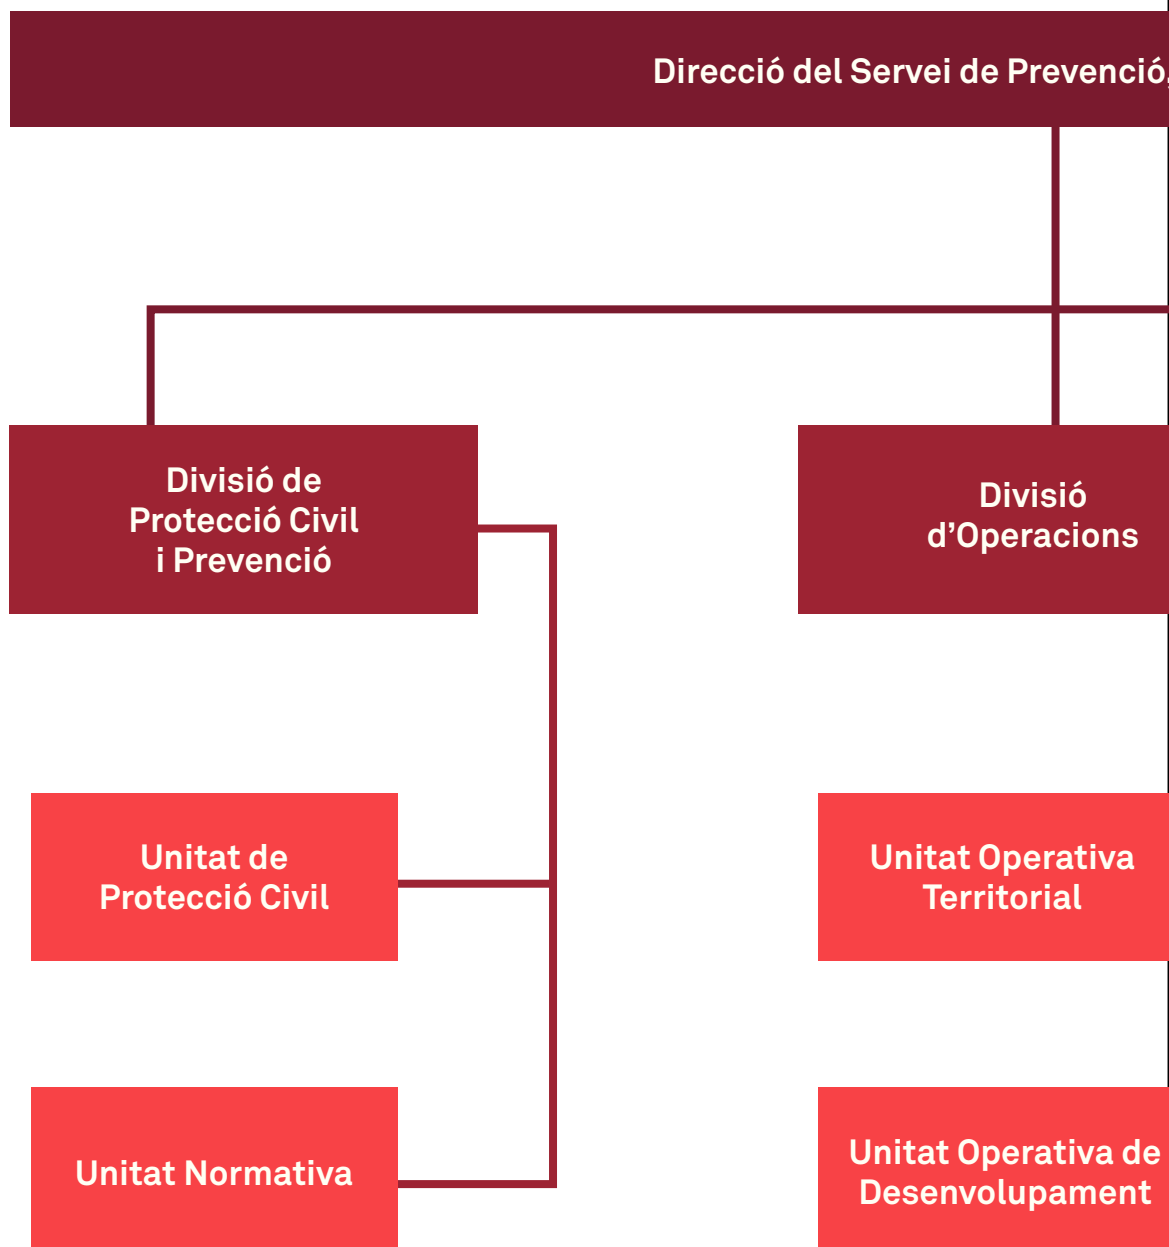 Direcció del Servei de Prevenció,
Divisió de
Protecció Civil
i Prevenció
Divisió
d’Operacions
Unitat de
Protecció Civil
Unitat Operativa
Territorial
Unitat Normativa
Unitat Operativa de
Desenvolupament